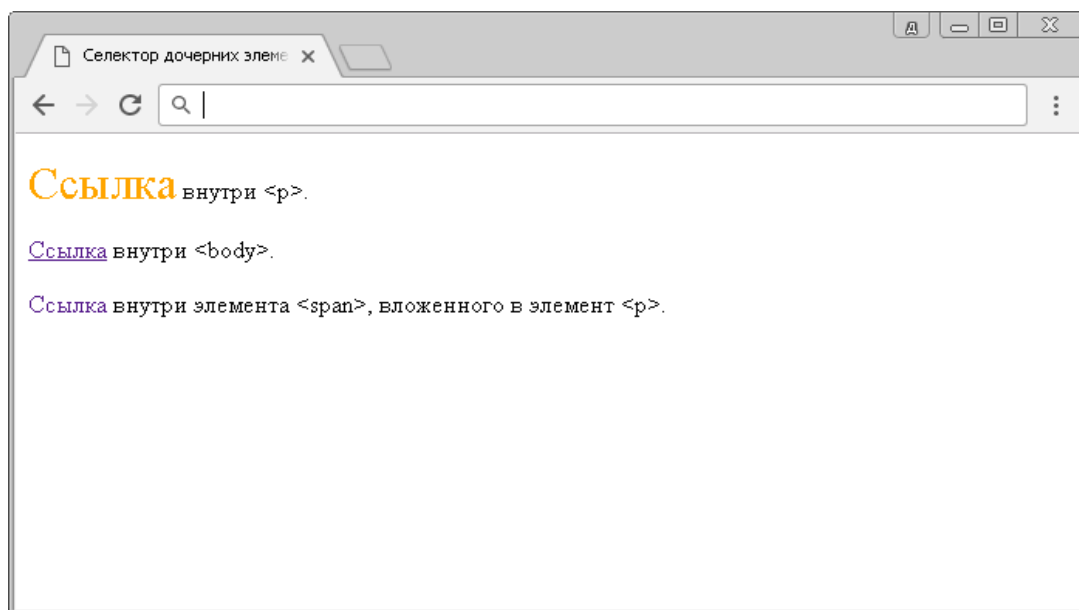 Д
Селектор дочерних элеме
Ссылка внутри <p>.
Ссылка внутри <body>.
Ссылка внутри элемента <span>, вложенного в элемент <p>.